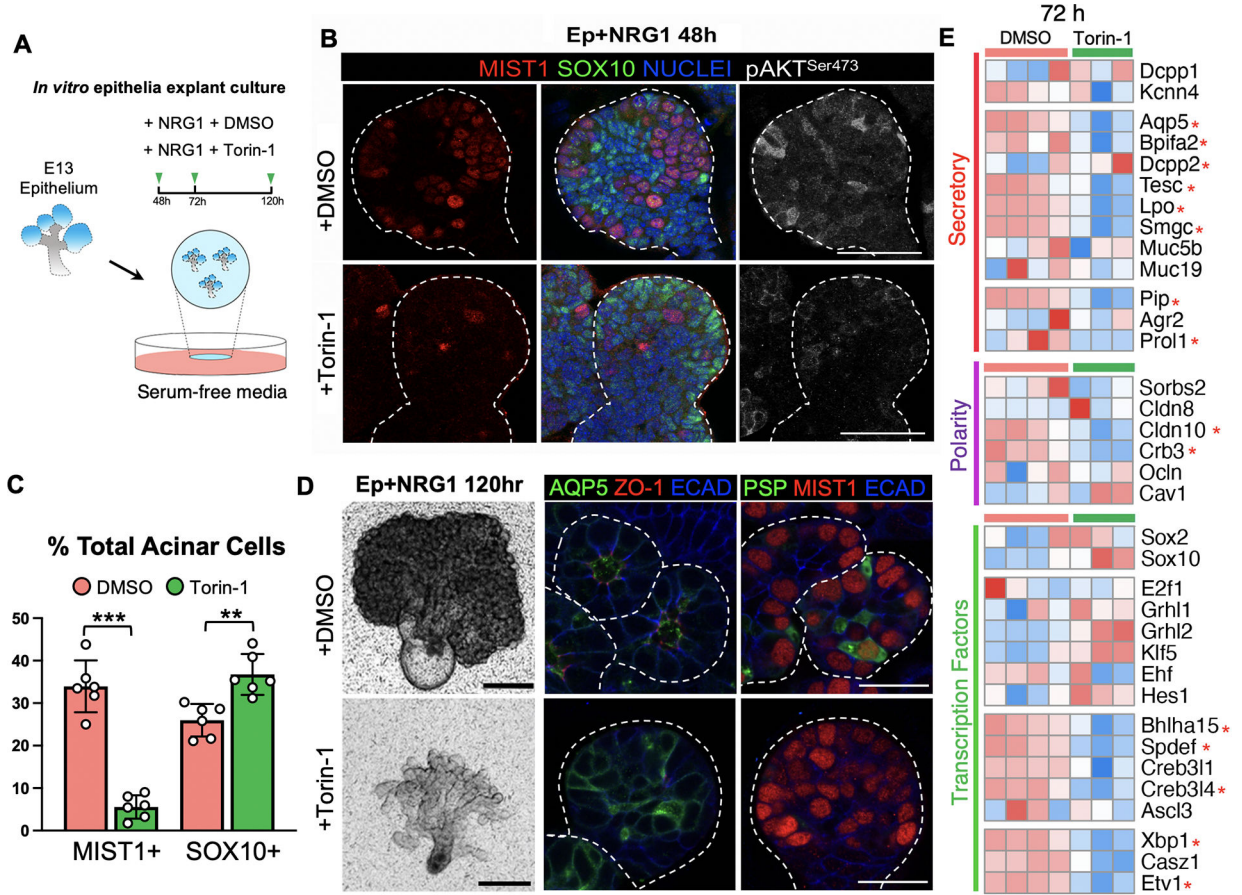 A
In vitro epithelia explant culture
+ NRG1 + DMSO
+ NRG1 + Torin-1
E13
Epithelium
48h 72h 120h
Serum-free media
B
Ep+NRG1 48h
MIST1 SOX10 NUCLEI pAKTSer473
+DMSO
+Torin-1
C
% Total Acinar Cells
DMSO Torin-1
***
**
50
40
30
20
10
0
%
MIST1+ SOX10+
D
Ep+NRG1 120hr
AQP5 ZO-1 ECAD
PSP MIST1 ECAD
+DMSO
+Torin-1
E
72 h
DMSO Torin-1
Secretory
Dcpp1
Kcnn4
Aqp5 *
Bpifa2 *
Dcpp2 *
Tesc *
Lpo *
Smgc *
Muc5b
Muc19
Pip *
Agr2
Prol1 *
Polarity
Sorbs2
Cldn8
Cldn10 *
Crb3 *
Ocln
Cav1
Transcription Factors
Sox2
Sox10
E2f1
Grhl1
Grhl2
Klf5
Ehf
Hes1
Bhlha15 *
Spdef *
Creb3l1
Creb3l4 *
Ascl3
Xbp1 *
Casz1
Etv1 *